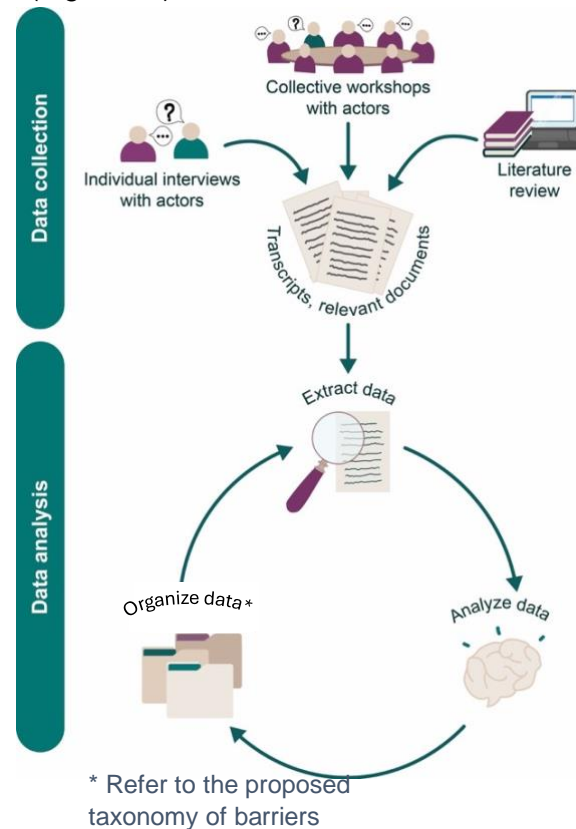 Data collection
Collective workshops
with actors
Individual interviews
with actors
Literature
review
Transcripts, relevant documents
Data analysis
Extract data
Analyze data
Organize data*
* Refer to the proposed
taxonomy of barriers